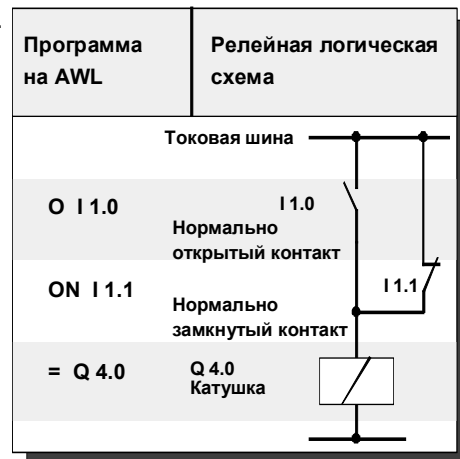 Программа
на AWL
Релейная логическая
схема
Токовая шина
O I 1.0
I 1.0
Нормально
открытый контакт
ON I 1.1
I 1.1
Нормально
замкнутый контакт
= Q 4.0
Q 4.0
Катушка